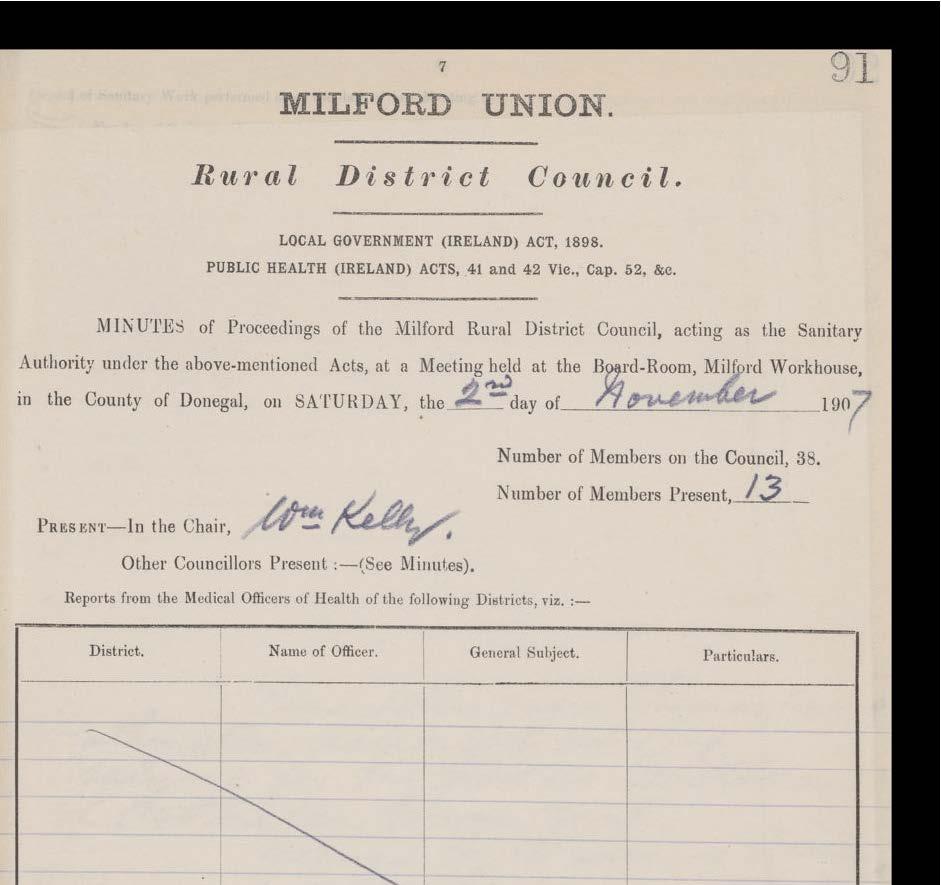 91
7
MILFORD UNION.
Rural District Council.
LOCAL GOVERNMENT (IRELAND) ACT, 1898.
PUBLIC HEALTH (IRELAND) ACTS, 41 and 42 Vic., Cap. 52, &c.
MINUTES of Proceedings of the Milford Rural District Council, acting as the Sanitary
Authority under the above-mentioned Acts, at a Meeting held at the Board-Room, Milford Workhouse,
in the County of Donegal, on SATURDAY, the 2nd day of November 1907
Number of Members on the Council, 38.
Number of Members Present, 13
PRESENT—In the Chair, Wm Kelly.
Other Councillors Present :—(See Minutes).
Reports from the Medical Officers of Health of the following Districts, viz. :—
District. Name of Officer. General Subject. Particulars.